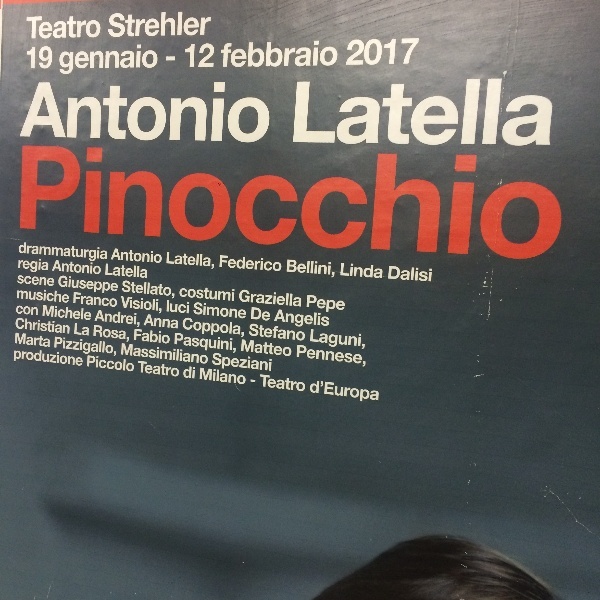 Teatro Strehler
19 gennaio - 12 febbraio 2017
Antonio Latella
Pinocchio
drammaturgia Antonio Latella, Federico Bellini, Linda Dalisi
regia Antonio Latella
scene Giuseppe Stellato, costumi Graziella Pepe
musiche Franco Visioli, luci Simone De Angelis
con Michele Andrei, Anna Coppola, Stefano Laguni,
Christian La Rosa, Fabio Pasquini, Matteo Pennese,
Marta Pizzigallo, Massimiliano Speziani
produzione Piccolo Teatro di Milano - Teatro d'Europa